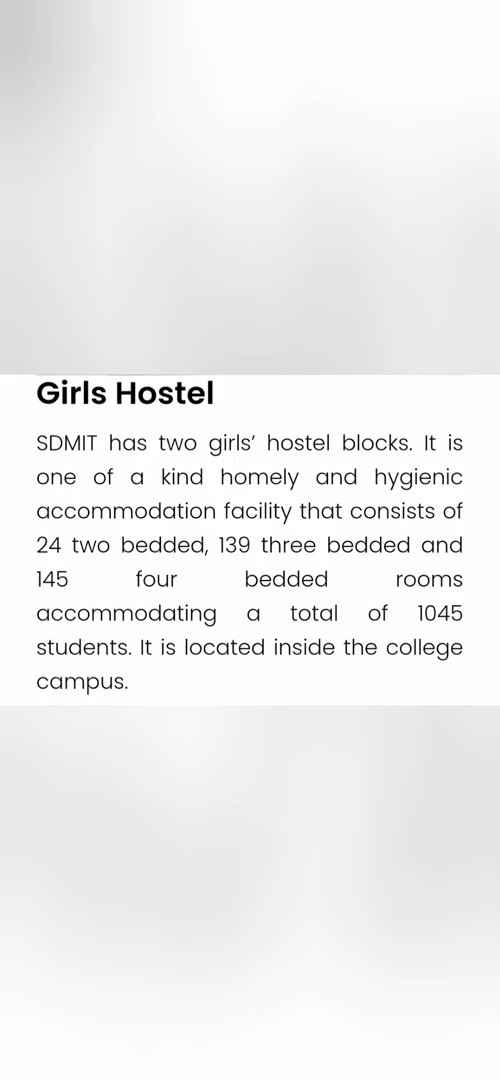 Girls Hostel
SDMIT has two girls’ hostel blocks. It is
one of a kind homely and hygienic
accommodation facility that consists of
24 two bedded, 139 three bedded and
145 four bedded rooms
accommodating a total of 1045
students. It is located inside the college
campus.